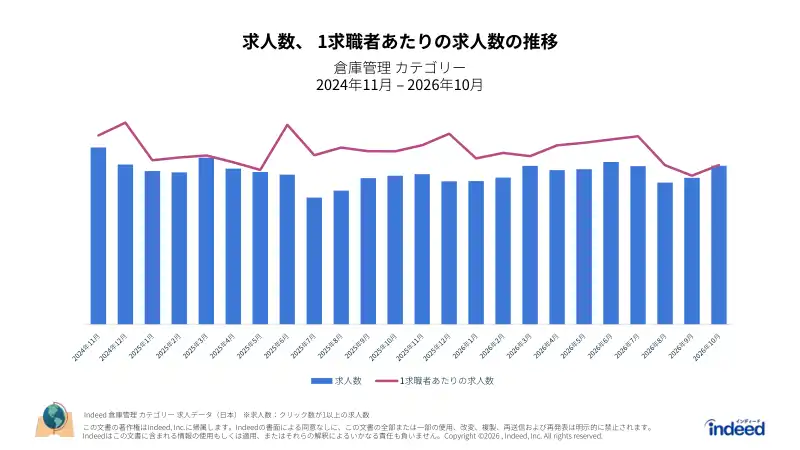 求人数、 1求職者あたりの求人数の推移
倉庫管理 カテゴリー
2024年11月 – 2026年10月
2024年11月
2024年12月
2025年1月
2025年2月
2025年3月
2025年4月
2025年5月
2025年6月
2025年7月
2025年8月
2025年9月
2025年10月
2025年11月
2025年12月
2026年1月
2026年2月
2026年3月
2026年4月
2026年5月
2026年6月
2026年7月
2026年8月
2026年9月
2026年10月
求人数
1求職者あたりの求人数
Indeed 倉庫管理 カテゴリー 求人データ（日本） ※求人数：クリック数が1以上の求人数
この文書の著作権はIndeed, Inc.に帰属します。Indeedの書面による同意なしに、この文書の全部または一部の使用、改変、複製、再送信および再発表は明示的に禁止されます。
Indeedはこの文書に含まれる情報の使用もしくは適用、またはそれらの解釈によるいかなる責任も負いません。Copyright ©2026 , Indeed, Inc. All rights reserved.
インディード
indeed